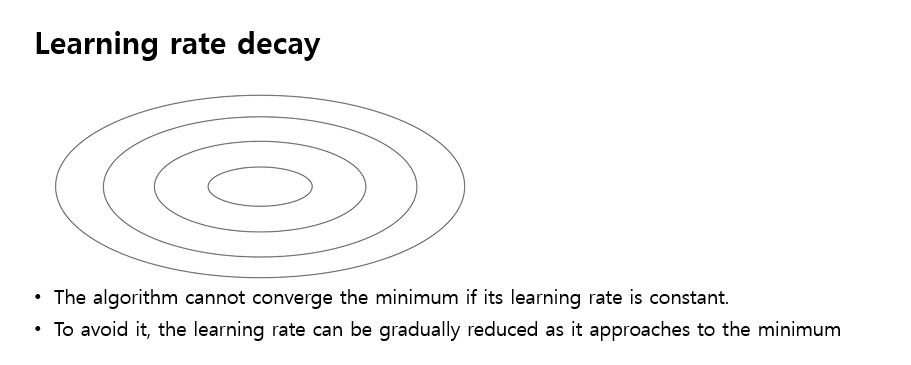 Learning rate decay
• The algorithm cannot converge the minimum if its learning rate is constant.
• To avoid it, the learning rate can be gradually reduced as it approaches to the minimum